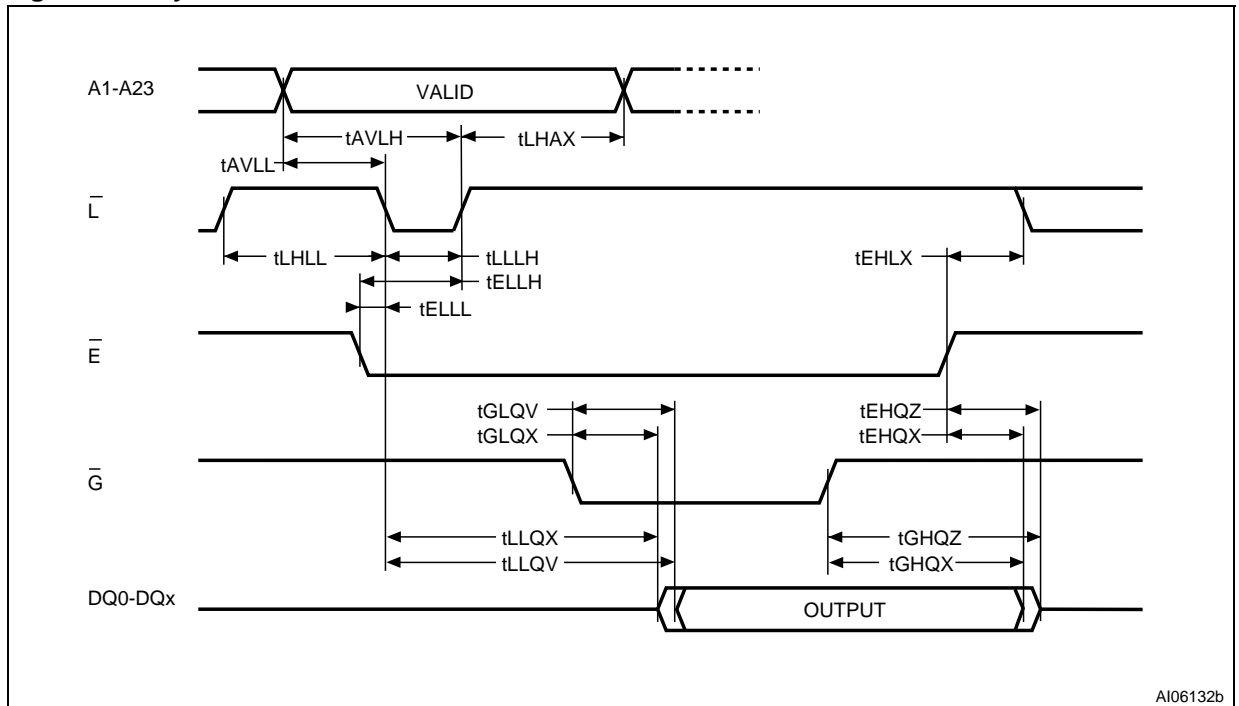 A1-A23
VALID
tAVLH
tLHAX
tAVLL
L̅
tLHLL
tLLLH
tEHLX
tELLH
tELLL
E̅
tGLQV
tEHQZ
tGLQX
tEHQX
G̅
tLLQX
tGHQZ
tLLQV
tGHQX
DQ0-DQx
OUTPUT
AI06132b